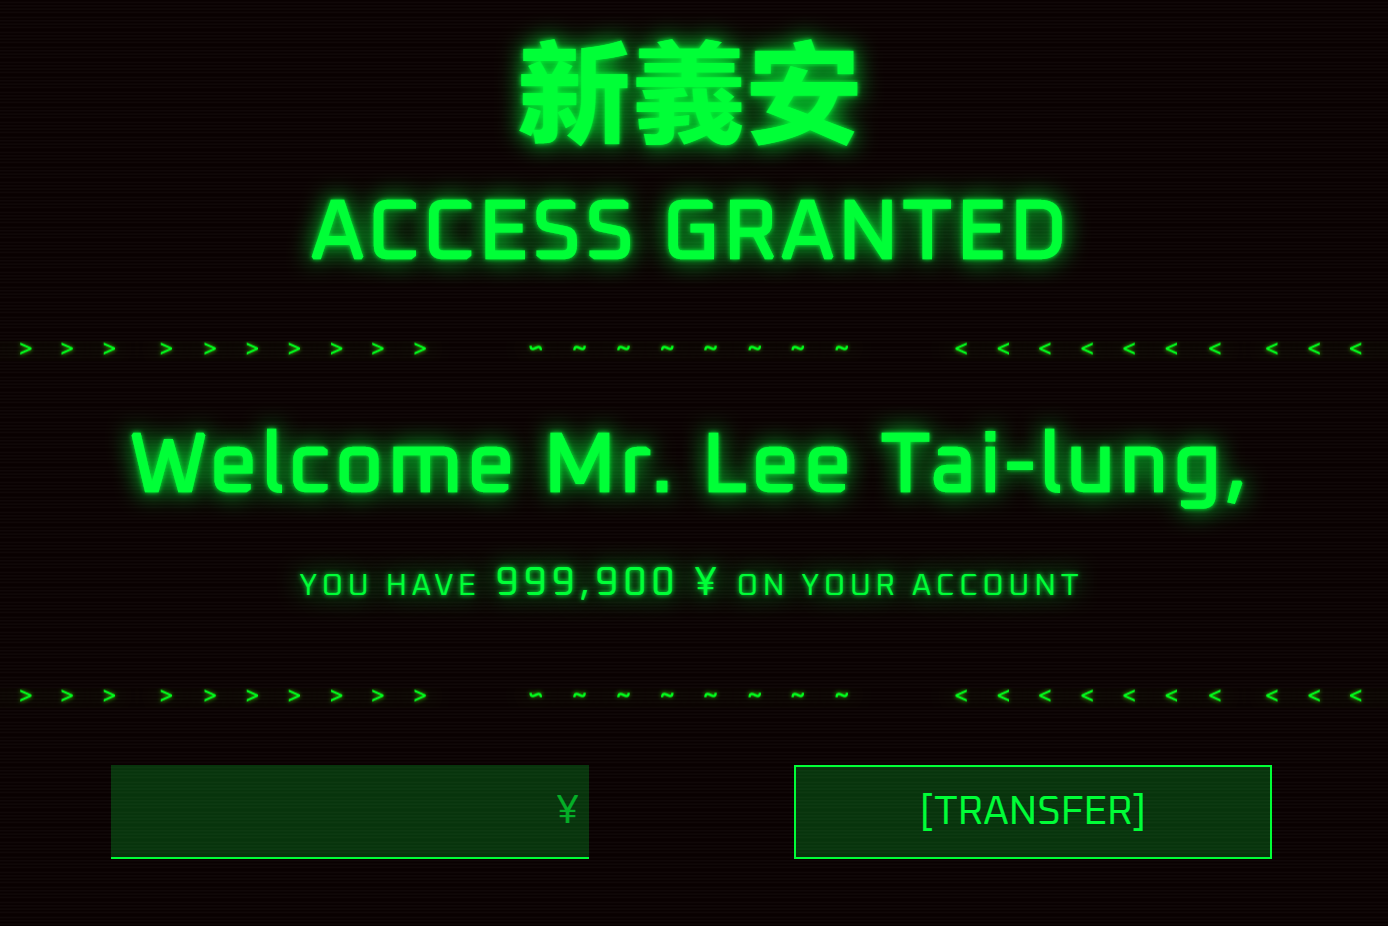 新義安
ACCESS GRANTED
> > > > > > > > > > ~ ~ ~ ~ ~ ~ ~ ~ < < < < < < < < < <
Welcome Mr. Lee Tai-lung,
YOU HAVE 999,900 ¥ ON YOUR ACCOUNT
> > > > > > > > > > ~ ~ ~ ~ ~ ~ ~ ~ < < < < < < < < < <
¥ [TRANSFER]